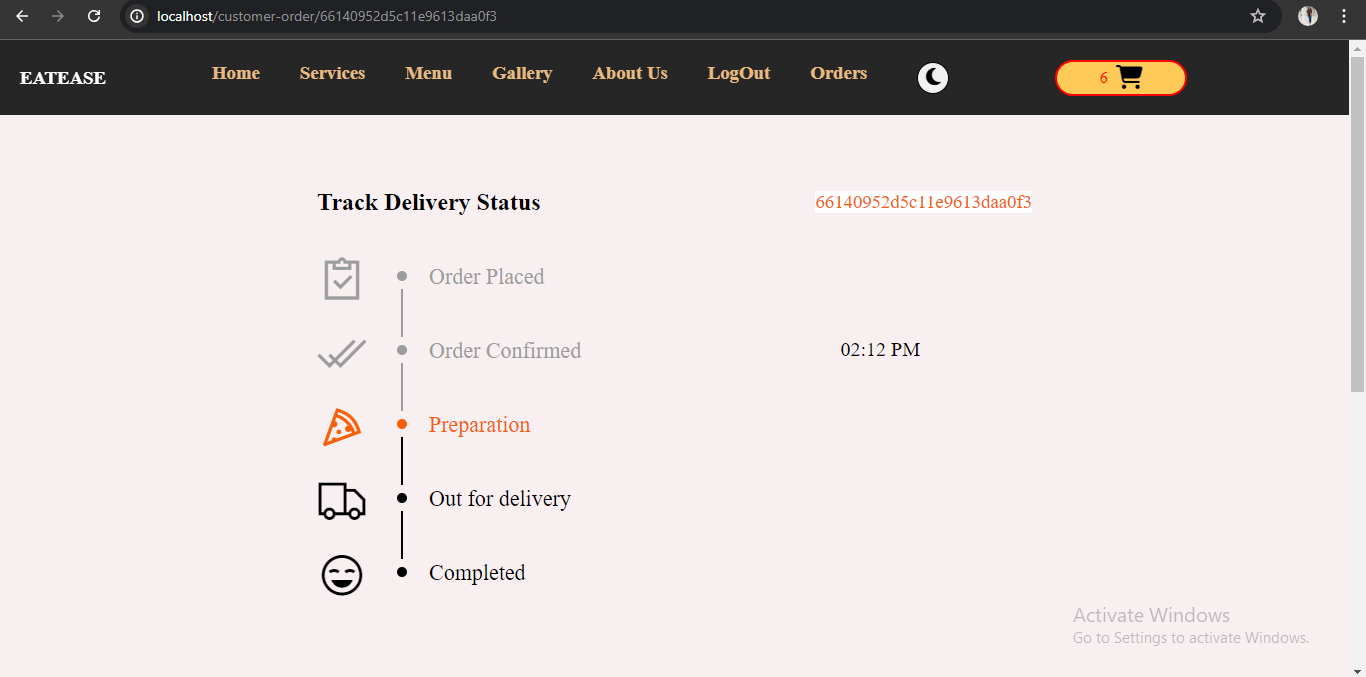 localhost/customer-order/66140952d5c11e9613daa0f3
EATEASE Home Services Menu Gallery About Us LogOut Orders 6
Track Delivery Status 66140952d5c11e9613daa0f3
Order Placed
Order Confirmed 02:12 PM
Preparation
Out for delivery
Completed
Activate Windows
Go to Settings to activate Windows.